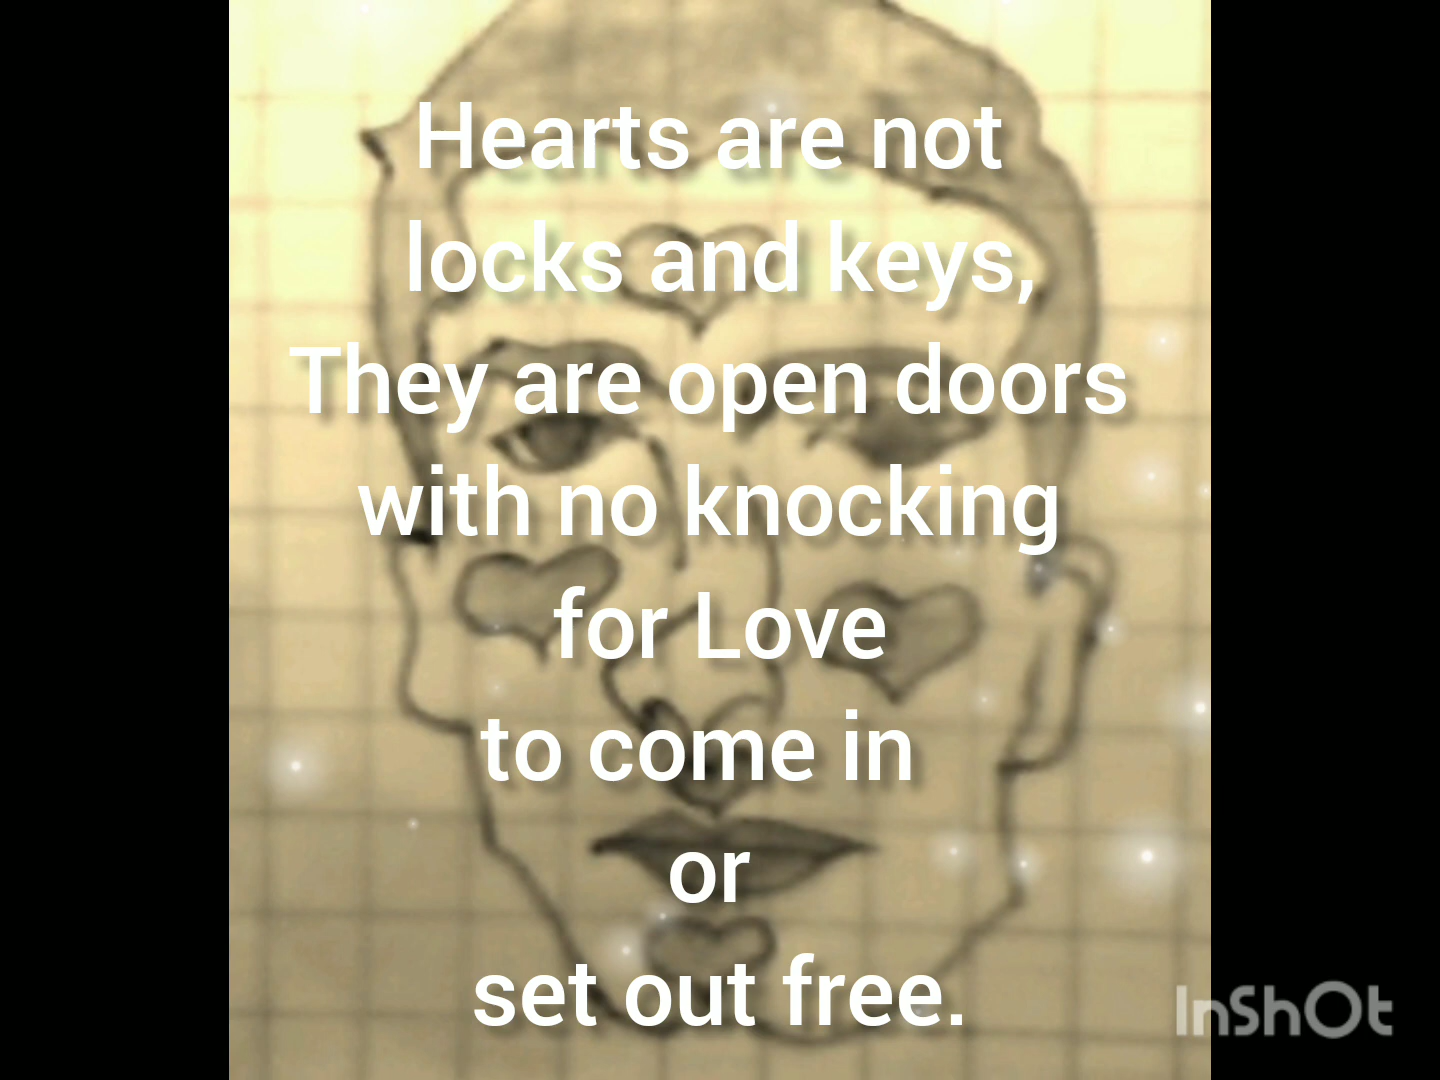 Hearts are not
locks and keys,
They are open doors
with no knocking
for Love
to come in
or
set out free.
InShOt